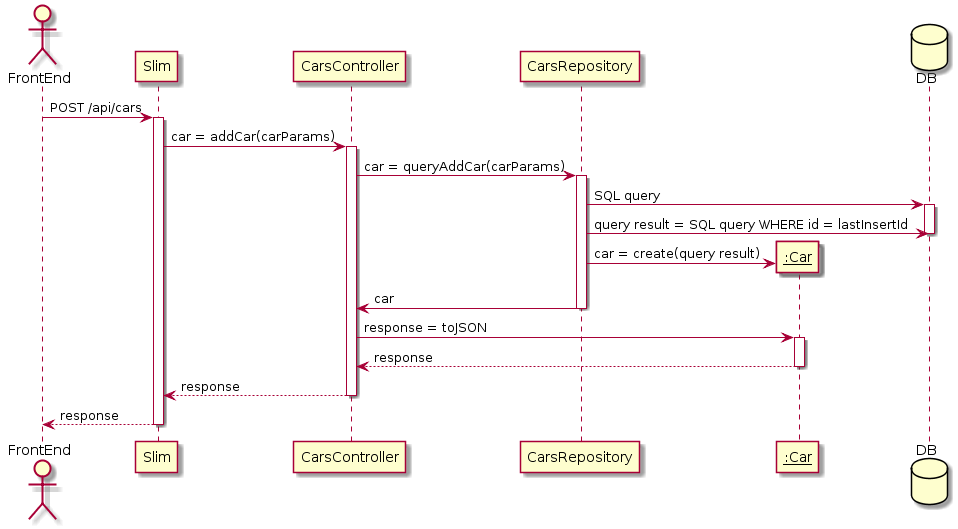 FrontEnd
Slim
CarsController
CarsRepository
DB
POST /api/cars
car = addCar(carParams)
car = queryAddCar(carParams)
SQL query
query result = SQL query WHERE id = lastInsertId
car = create(query result)
:Car
car
response = toJSON
response
response
response
FrontEnd
Slim
CarsController
CarsRepository
:Car
DB